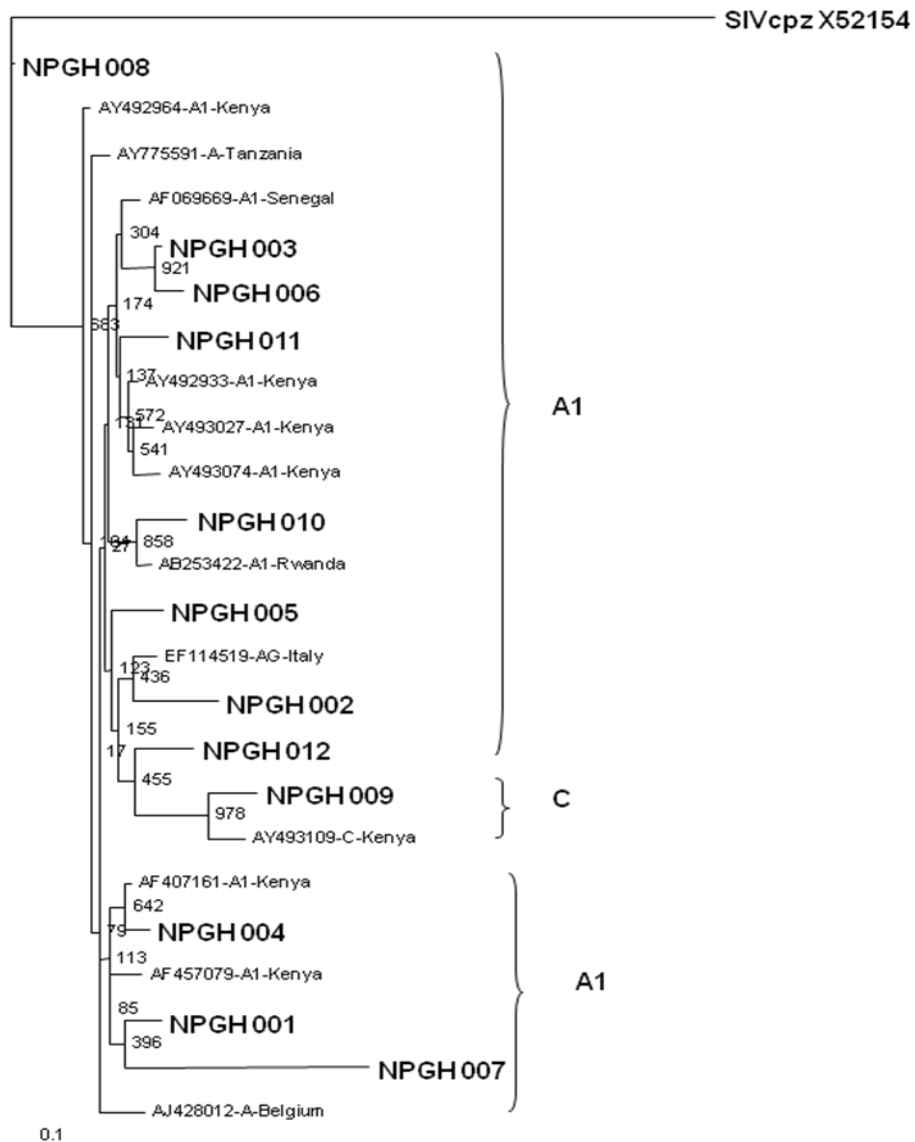 SIVcpz X52154
NPGH 008
AY492964-A1-Kenya
AY775591-A-Tanzania
AF069669-A1-Senegal
304
NPGH 003
921
NPGH 006
174
683
NPGH 011
137
AY492933-A1-Kenya
A1
572
AY493027-A1-Kenya
541
AY493074-A1-Kenya
NPGH 010
27
858
AB253422-A1-Rwanda
NPGH 005
EF114519-AG-Italy
123
436
NPGH 002
155
17
NPGH 012
455
NPGH 009
C
978
AY493109-C-Kenya
AF407161-A1-Kenya
642
79
NPGH 004
113
AF457079-A1-Kenya
A1
85
NPGH 001
396
NPGH 007
AJ428012-A-Belgium
0.1